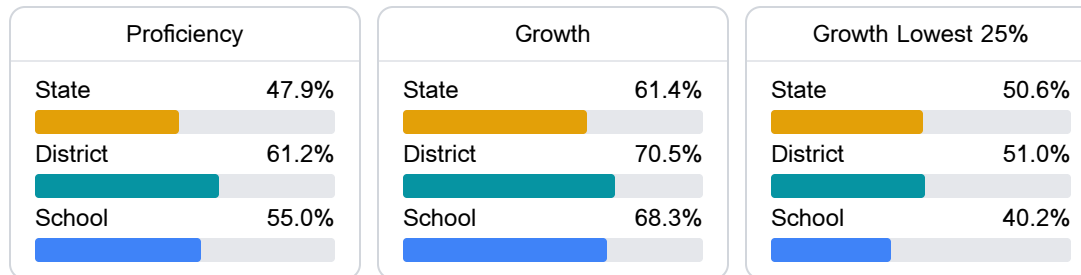 Proficiency
State 47.9%
District 61.2%
School 55.0%
Growth
State 61.4%
District 70.5%
School 68.3%
Growth Lowest 25%
State 50.6%
District 51.0%
School 40.2%